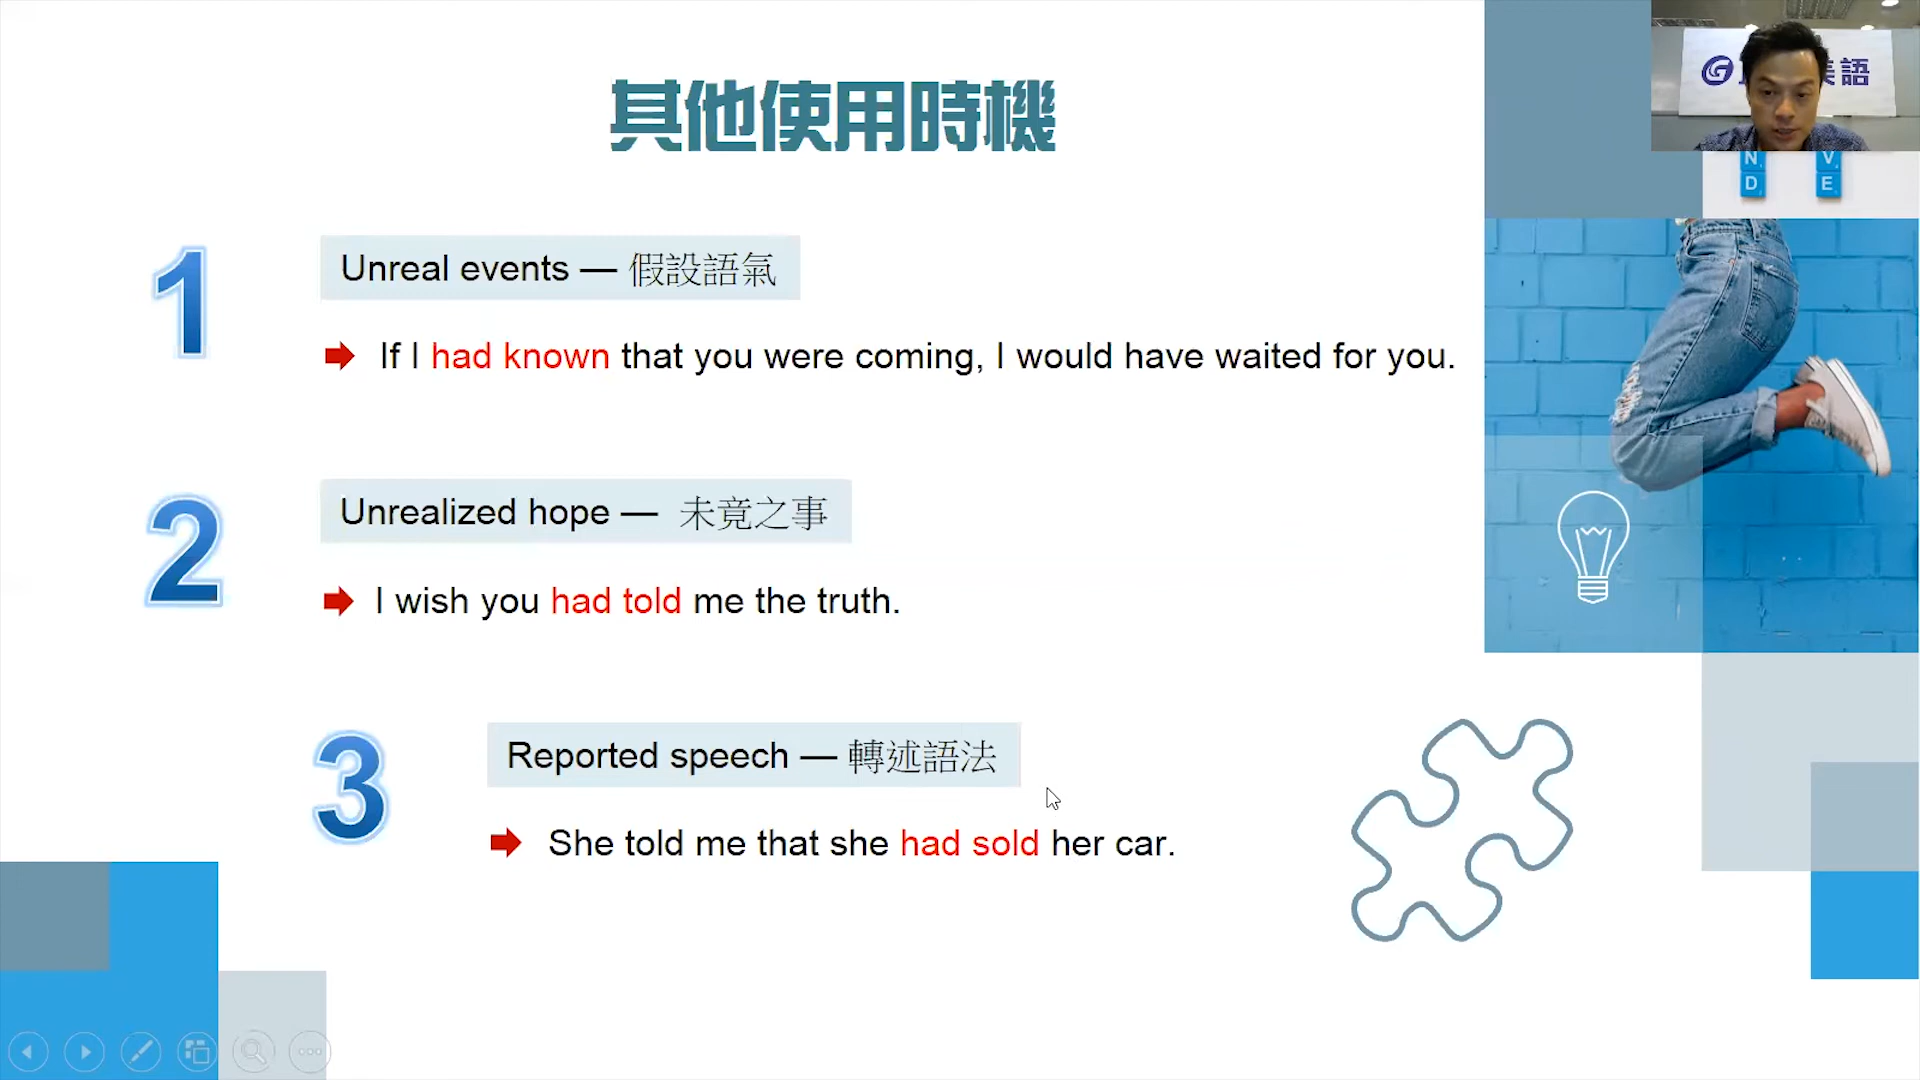 其他使用時機
美語
N V
D E
1
Unreal events — 假設語氣
If I had known that you were coming, I would have waited for you.
2
Unrealized hope — 未竟之事
I wish you had told me the truth.
3
Reported speech — 轉述語法
She told me that she had sold her car.